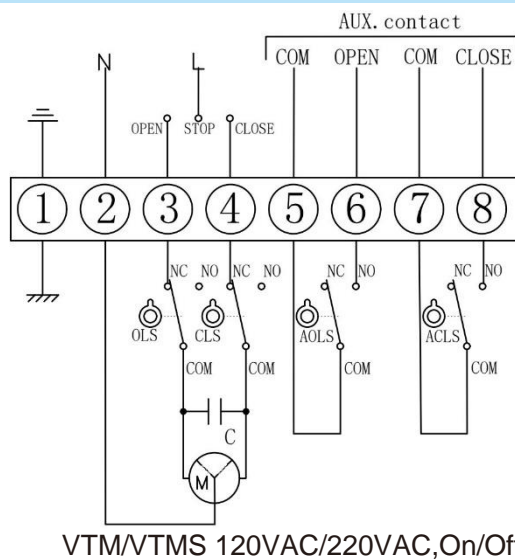 AUX. contact
N L COM OPEN COM CLOSE
OPEN STOP CLOSE
1 2 3 4 5 6 7 8
NC NO NC NO NC NO NC NO
OLS CLS AOLS ACLS
COM COM COM COM
C
M
VTM/VTMS 120VAC/220VAC,On/Of